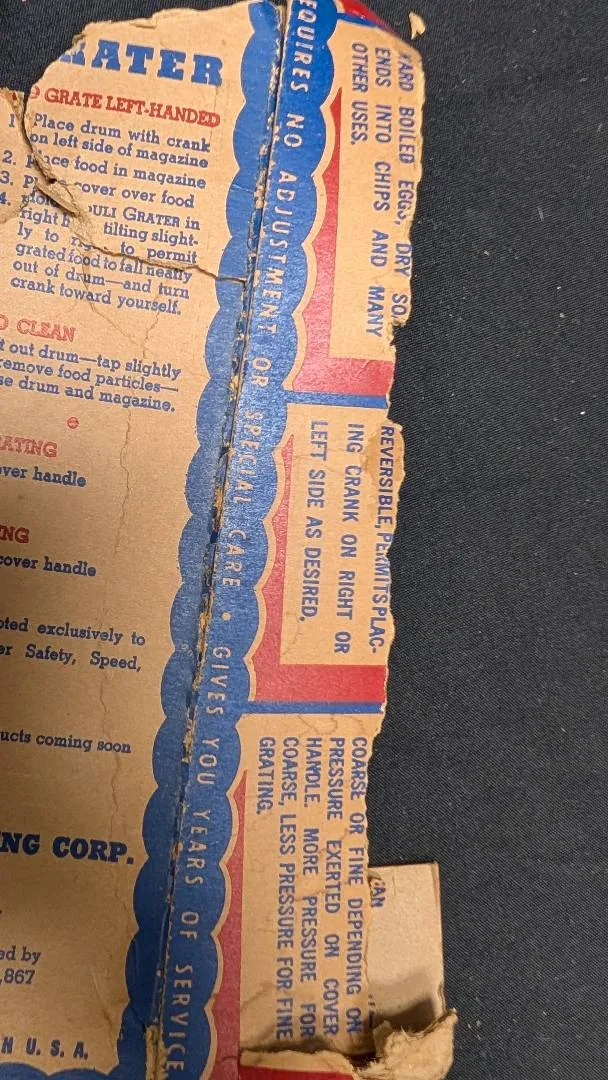 RATER
GRATE LEFT-HANDED
1. Place drum with crank
on left side of magazine
2. Place food in magazine
3. cover over food
4. ULI GRATER in
right tilting slight-
ly to to permit
grated food to fall neatly
out of drum—and turn
crank toward yourself.
O CLEAN
t out drum—tap slightly
emove food particles—
se drum and magazine.
ATING
over handle
NG
cover handle
oted exclusively to
er Safety, Speed,
ucts coming soon
NG CORP.
ed by
,867
N U. S. A.
EQUIRES NO ADJUSTMENT OR SPECIAL CARE • GIVES YOU YEARS OF SERVICE
HARD BOILED EGGS, DRY
ENDS INTO CHIPS AND MANY
OTHER USES.
REVERSIBLE, PERMITS PLAC-
ING CRANK ON RIGHT OR
LEFT SIDE AS DESIRED.
COARSE OR FINE DEPENDING ON
PRESSURE EXERTED ON COVER
HANDLE. MORE PRESSURE FOR
COARSE, LESS PRESSURE FOR FINE
GRATING.